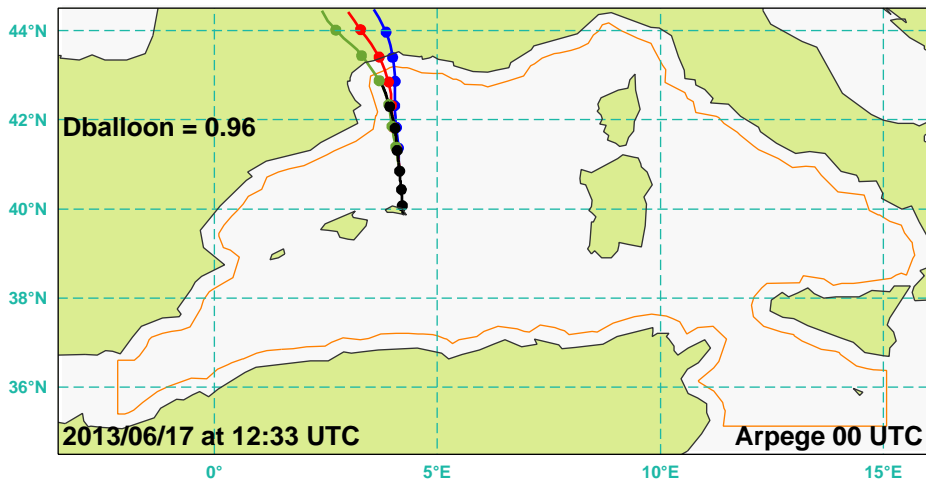 44°N
42°N
Dballoon = 0.96
40°N
38°N
36°N
2013/06/17 at 12:33 UTC
Arpege 00 UTC
0°
5°E
10°E
15°E